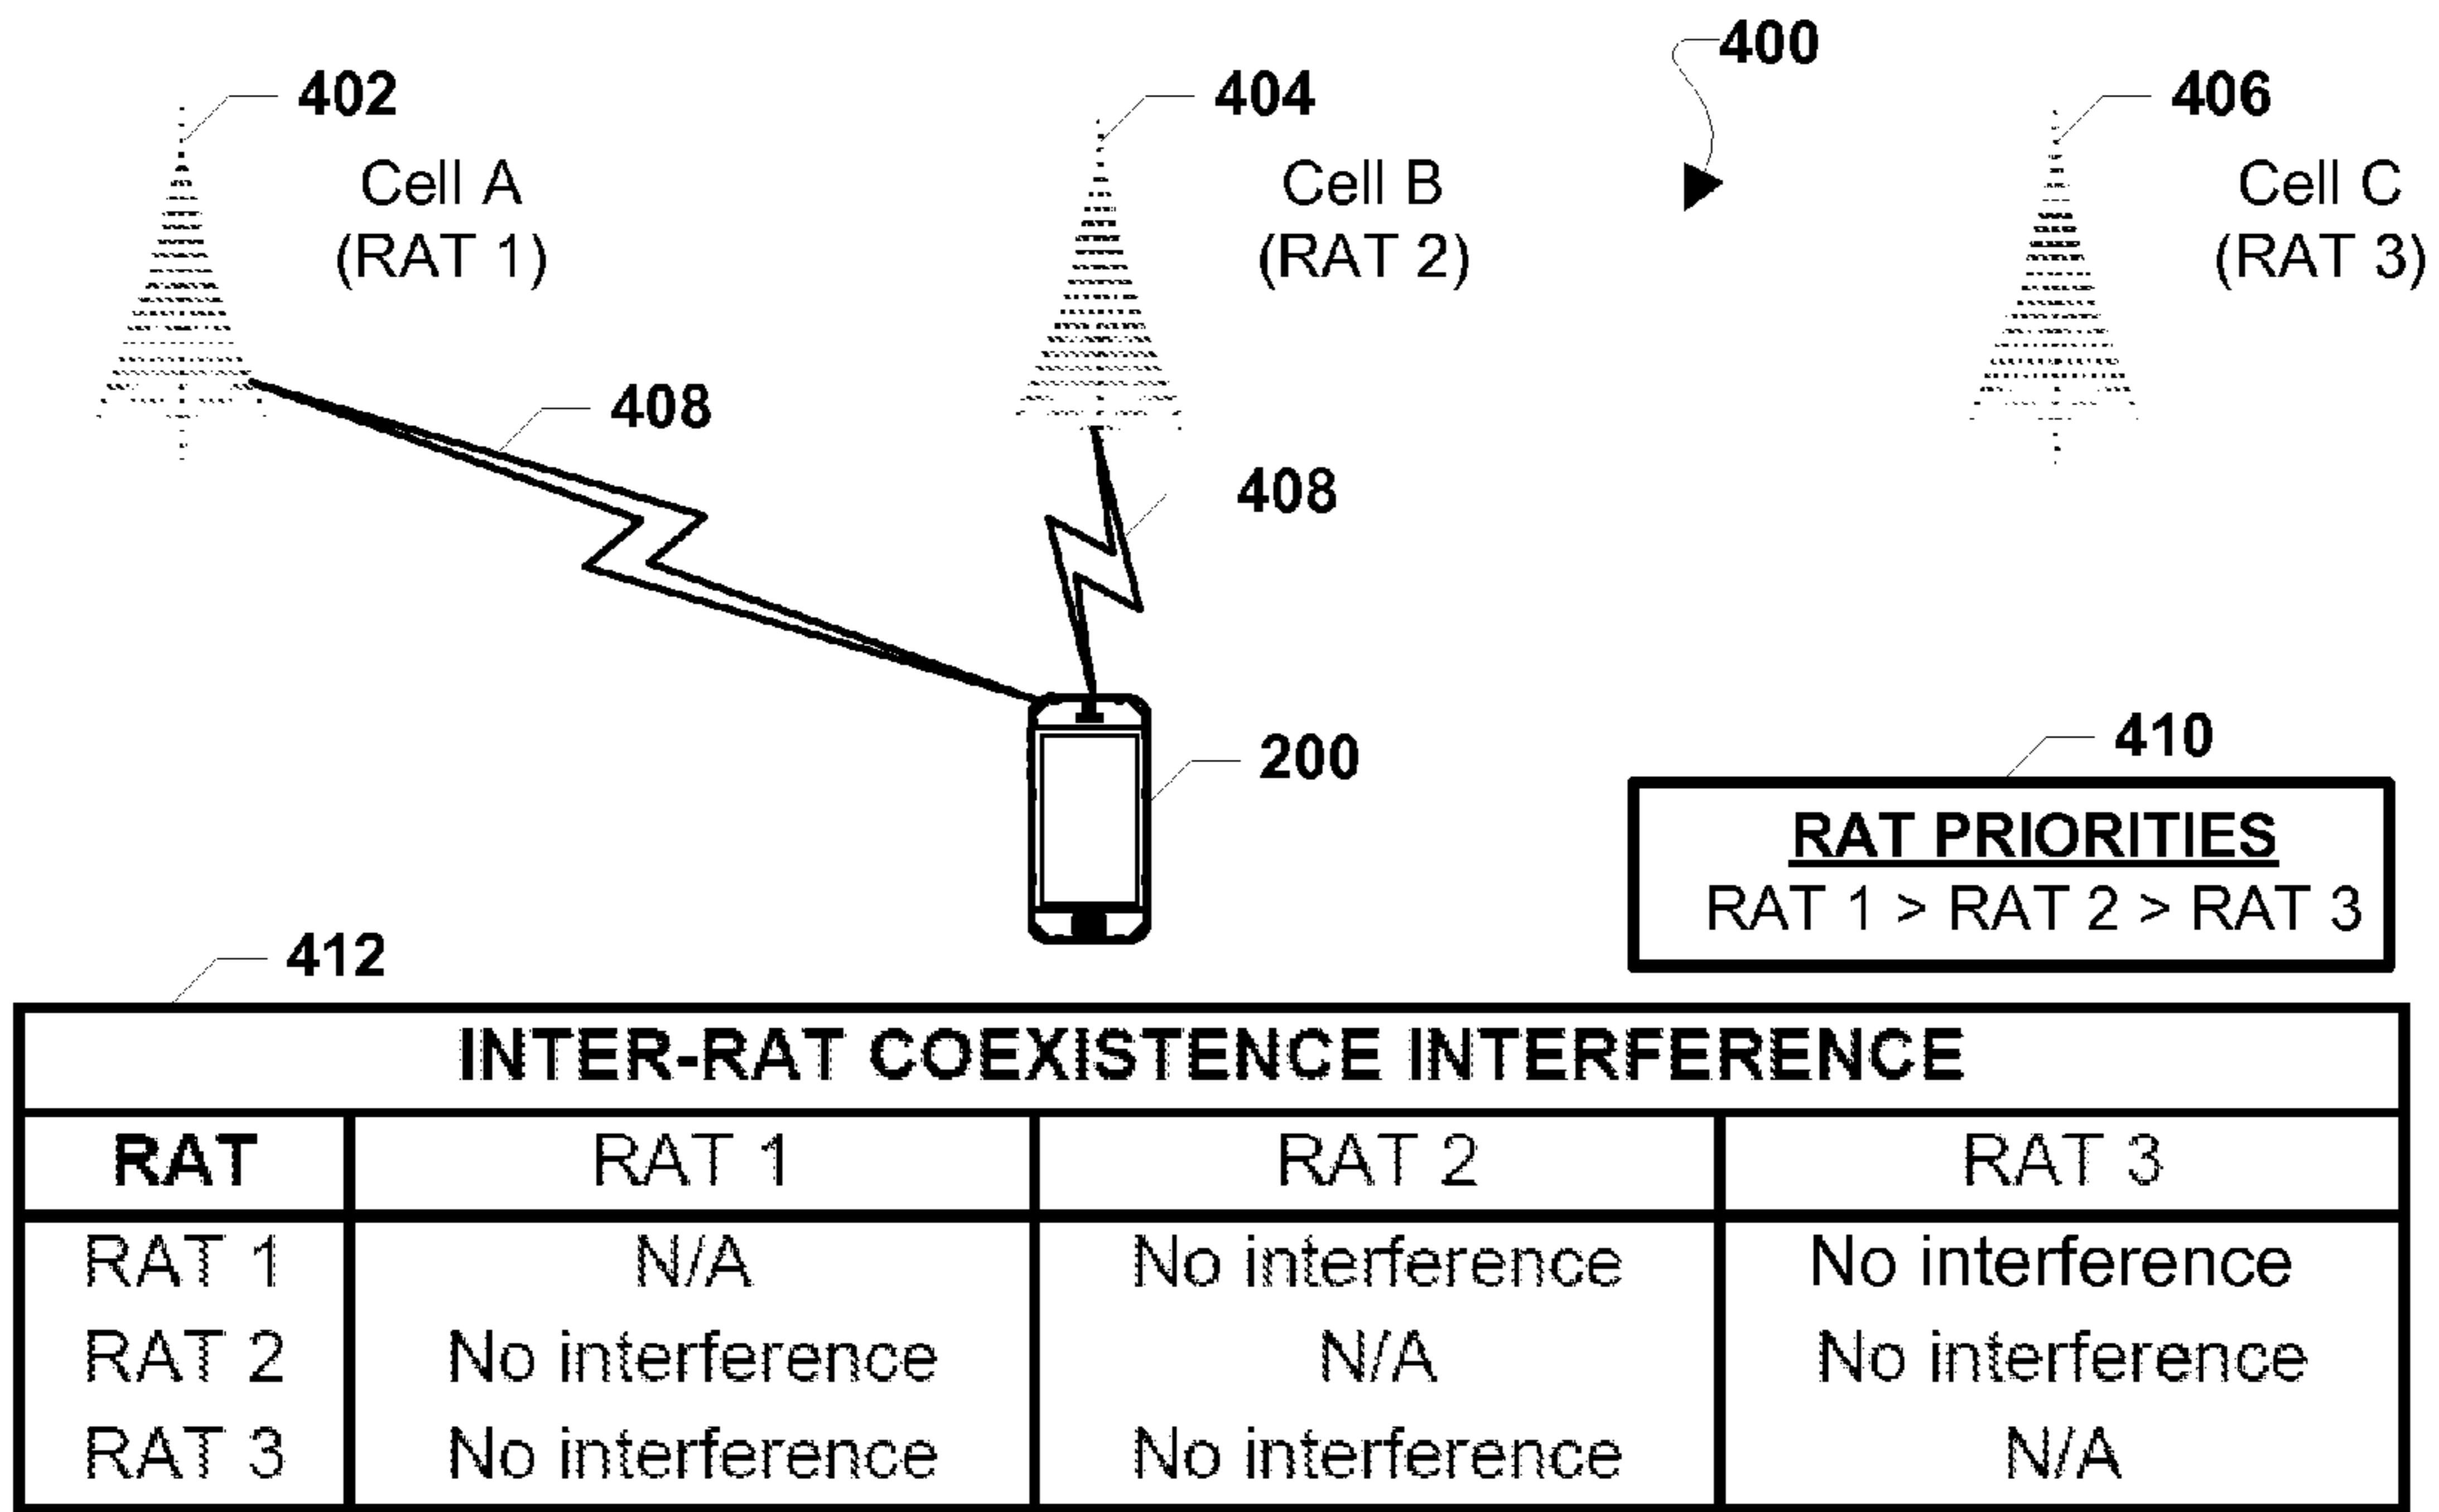 400
402
404
406
Cell A
(RAT 1)
Cell B
(RAT 2)
Cell C
(RAT 3)
408
408
200
410
RAT PRIORITIES
RAT 1 > RAT 2 > RAT 3
412
INTER-RAT COEXISTENCE INTERFERENCE
RAT RAT 1 RAT 2 RAT 3
RAT 1 N/A No interference No interference
RAT 2 No interference N/A No interference
RAT 3 No interference No interference N/A